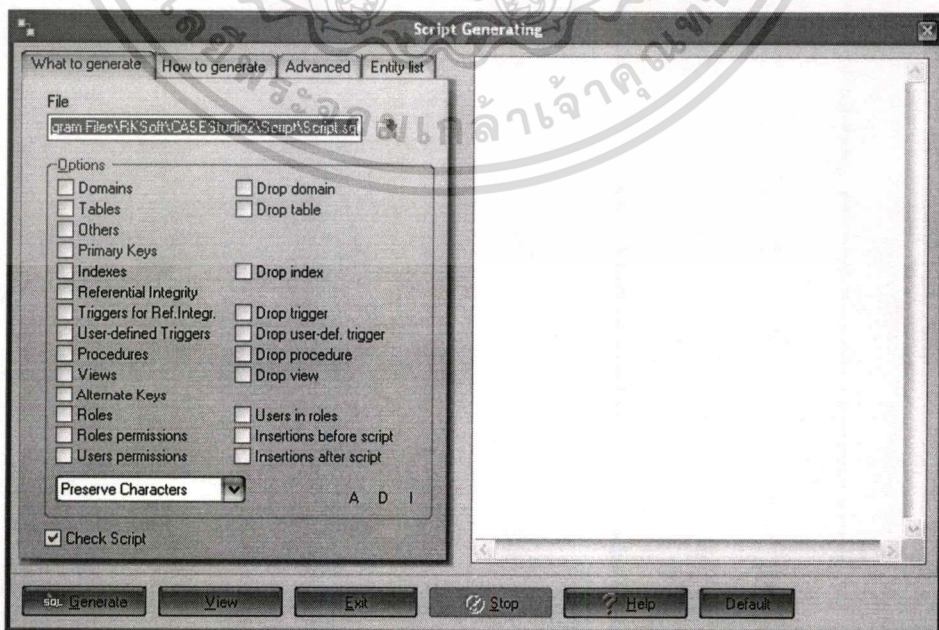 Script Generating
What to generate How to generate Advanced Entity list
File
gram Files\RKSoft\CASEStudio2\Script\Script.sq
Options
Domains Drop domain
Tables Drop table
Others
Primary Keys
Indexes Drop index
Referential Integrity
Triggers for Ref.Integr. Drop trigger
User-defined Triggers Drop user-def. trigger
Procedures Drop procedure
Views Drop view
Alternate Keys
Roles Users in roles
Roles permissions Insertions before script
Users permissions Insertions after script
Preserve Characters A D I
Check Script
SQL Generate View Exit Stop ? Help Default